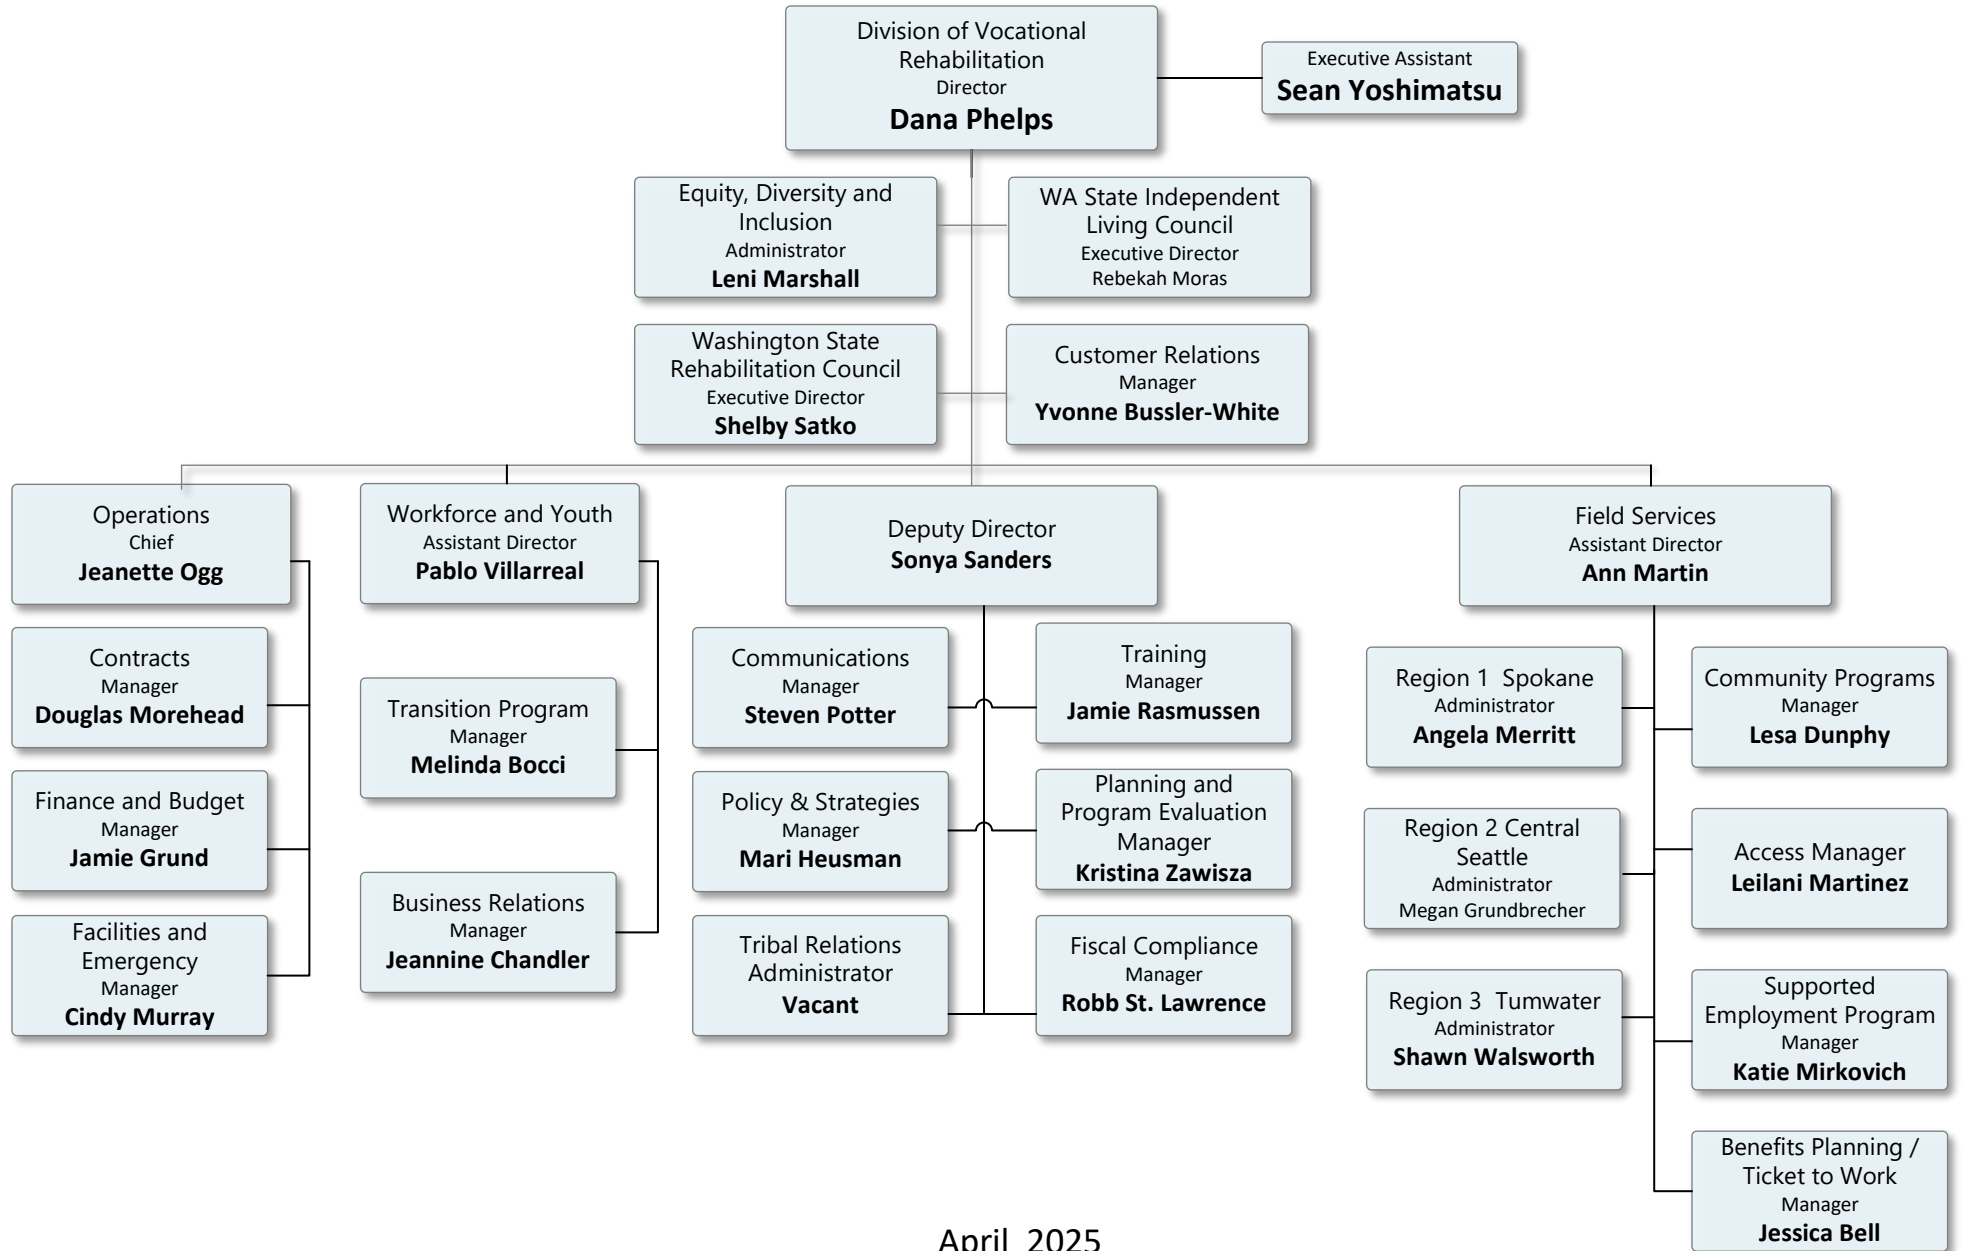 Division of Vocational
Rehabilitation
Director
Dana Phelps
Executive Assistant
Sean Yoshimatsu
Equity, Diversity and
Inclusion
Administrator
Leni Marshall
WA State Independent
Living Council
Executive Director
Rebekah Moras
Washington State
Rehabilitation Council
Executive Director
Shelby Satko
Customer Relations
Manager
Yvonne Bussler-White
Operations
Chief
Jeanette Ogg
Contracts
Manager
Douglas Morehead
Finance and Budget
Manager
Jamie Grund
Facilities and
Emergency
Manager
Cindy Murray
Workforce and Youth
Assistant Director
Pablo Villarreal
Transition Program
Manager
Melinda Bocci
Business Relations
Manager
Jeannine Chandler
Deputy Director
Sonya Sanders
Communications
Manager
Steven Potter
Training
Manager
Jamie Rasmussen
Policy & Strategies
Manager
Mari Heusman
Planning and
Program Evaluation
Manager
Kristina Zawisza
Tribal Relations
Administrator
Vacant
Fiscal Compliance
Manager
Robb St. Lawrence
Field Services
Assistant Director
Ann Martin
Region 1  Spokane
Administrator
Angela Merritt
Community Programs
Manager
Lesa Dunphy
Region 2 Central
Seattle
Administrator
Megan Grundbrecher
Access Manager
Leilani Martinez
Region 3  Tumwater
Administrator
Shawn Walsworth
Supported
Employment Program
Manager
Katie Mirkovich
Benefits Planning /
Ticket to Work
Manager
Jessica Bell
April  2025